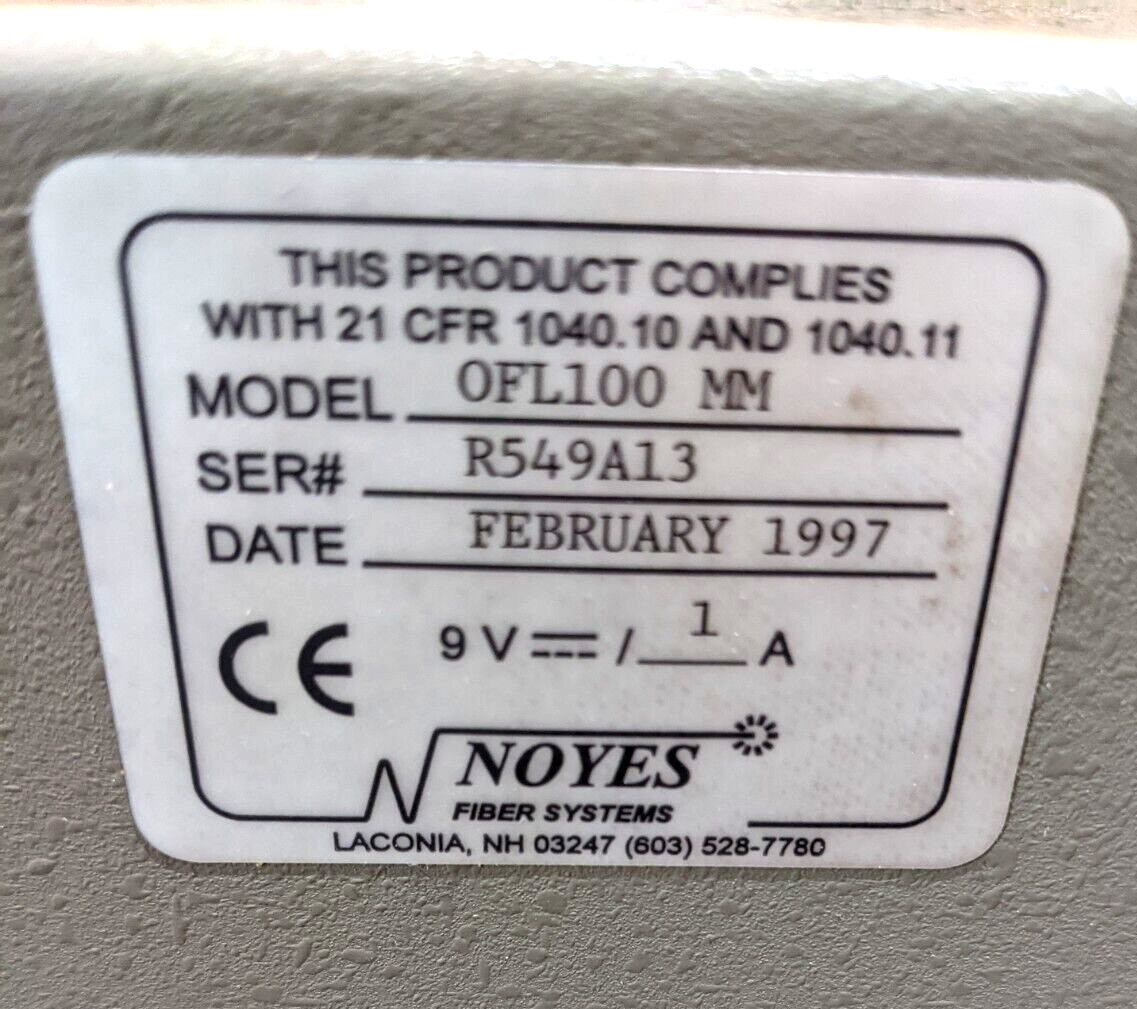 THIS PRODUCT COMPLIES
WITH 21 CFR 1040.10 AND 1040.11
MODEL OFL100 MM
SER# R549A13
DATE FEBRUARY 1997
CE 9 V ⎓ / 1 A
NOYES
FIBER SYSTEMS
LACONIA, NH 03247 (603) 528-7780